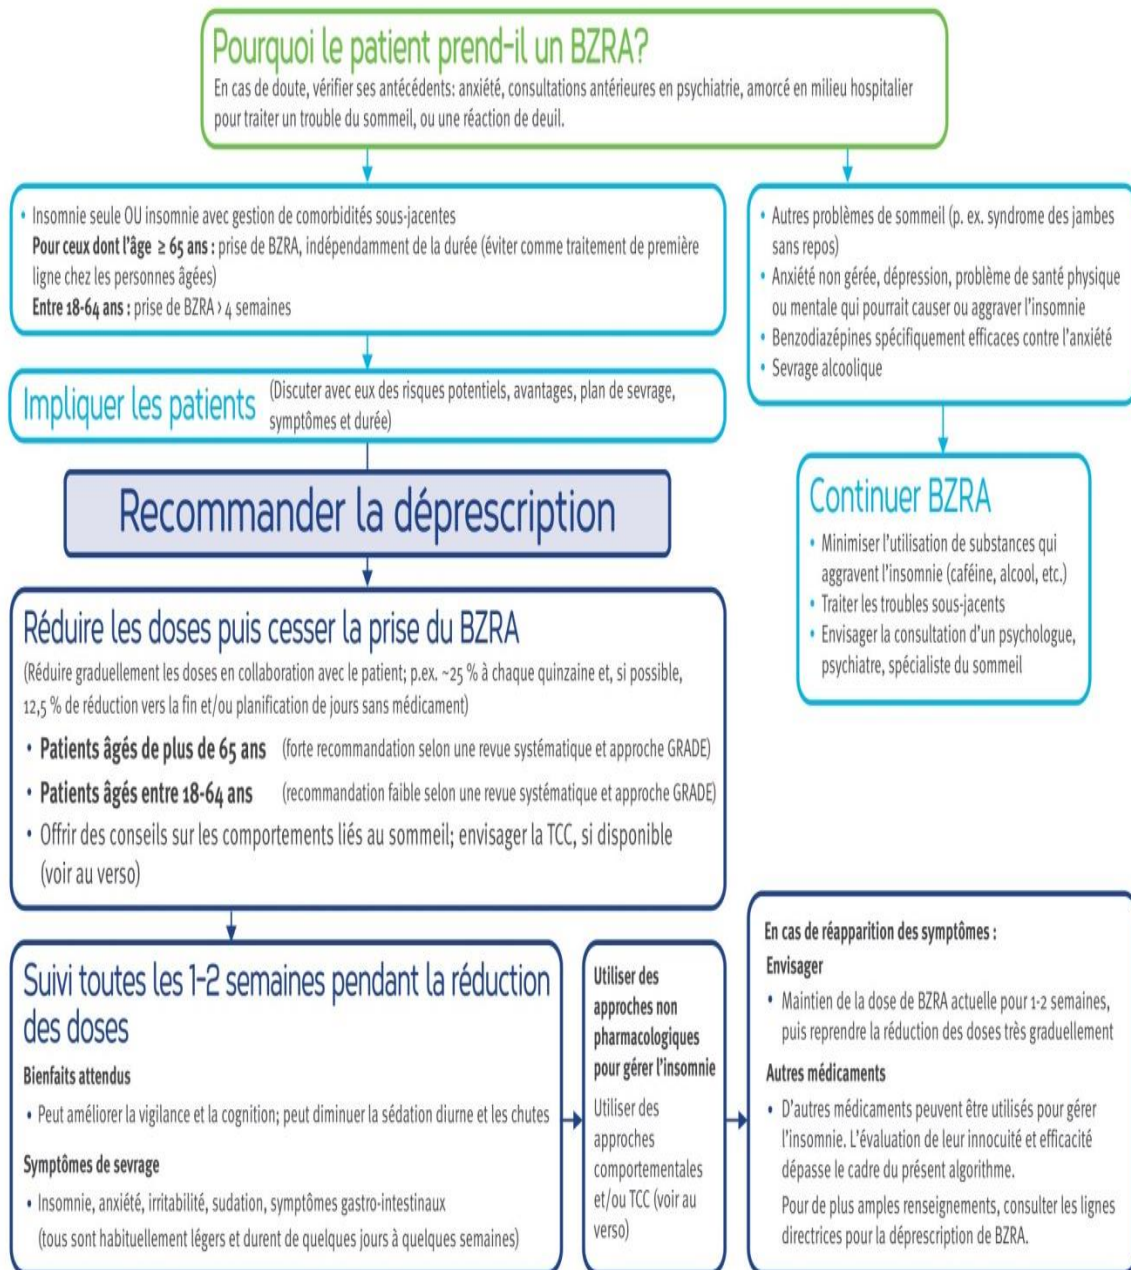 Pourquoi le patient prend-il un BZRA?
En cas de doute, vérifier ses antécédents: anxiété, consultations antérieures en psychiatrie, amorcé en milieu hospitalier
pour traiter un trouble du sommeil, ou une réaction de deuil.
• Insomnie seule OU insomnie avec gestion de comorbidités sous-jacentes
Pour ceux dont l'âge ≥ 65 ans : prise de BZRA, indépendamment de la durée (éviter comme traitement de première
ligne chez les personnes âgées)
Entre 18-64 ans : prise de BZRA > 4 semaines
• Autres problèmes de sommeil (p. ex. syndrome des jambes
sans repos)
• Anxiété non gérée, dépression, problème de santé physique
ou mentale qui pourrait causer ou aggraver l'insomnie
• Benzodiazépines spécifiquement efficaces contre l'anxiété
• Sevrage alcoolique
Impliquer les patients (Discuter avec eux des risques potentiels, avantages, plan de sevrage,
symptômes et durée)
Recommander la déprescription
Continuer BZRA
• Minimiser l'utilisation de substances qui
aggravent l'insomnie (caféine, alcool, etc.)
• Traiter les troubles sous-jacents
• Envisager la consultation d'un psychologue,
psychiatre, spécialiste du sommeil
Réduire les doses puis cesser la prise du BZRA
(Réduire graduellement les doses en collaboration avec le patient; p.ex. ~25 % à chaque quinzaine et, si possible,
12,5 % de réduction vers la fin et/ou planification de jours sans médicament)
• Patients âgés de plus de 65 ans (forte recommandation selon une revue systématique et approche GRADE)
• Patients âgés entre 18-64 ans (recommandation faible selon une revue systématique et approche GRADE)
• Offrir des conseils sur les comportements liés au sommeil; envisager la TCC, si disponible
(voir au verso)
Suivi toutes les 1-2 semaines pendant la réduction
des doses
Bienfaits attendus
• Peut améliorer la vigilance et la cognition; peut diminuer la sédation diurne et les chutes
Symptômes de sevrage
• Insomnie, anxiété, irritabilité, sudation, symptômes gastro-intestinaux
(tous sont habituellement légers et durent de quelques jours à quelques semaines)
Utiliser des
approches non
pharmacologiques
pour gérer l'insomnie
Utiliser des
approches
comportementales
et/ou TCC (voir au
verso)
En cas de réapparition des symptômes :
Envisager
• Maintien de la dose de BZRA actuelle pour 1-2 semaines,
puis reprendre la réduction des doses très graduellement
Autres médicaments
• D'autres médicaments peuvent être utilisés pour gérer
l'insomnie. L'évaluation de leur innocuité et efficacité
dépasse le cadre du présent algorithme.
Pour de plus amples renseignements, consulter les lignes
directrices pour la déprescription de BZRA.